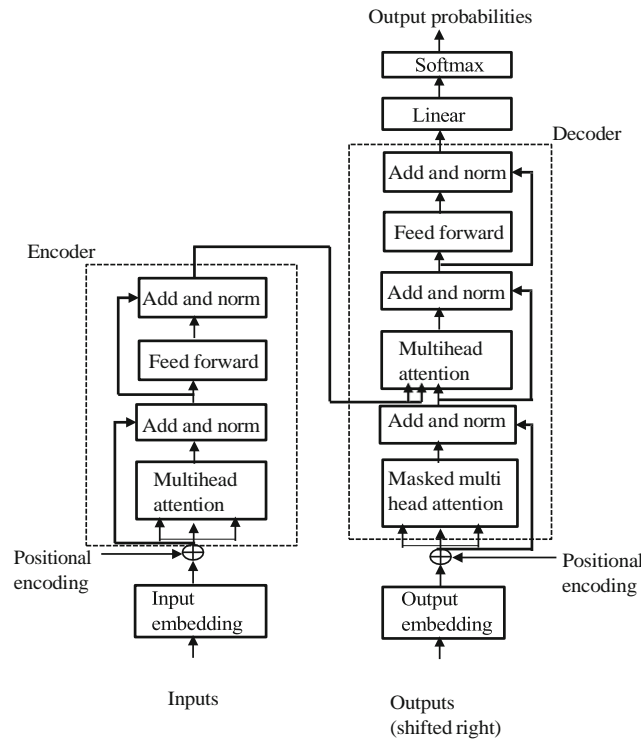 Output probabilities
Softmax
Linear
Decoder
Add and norm
Feed forward
Add and norm
Multihead
attention
Add and norm
Masked multi
head attention
Positional
encoding
Output
embedding
Outputs
(shifted right)
Encoder
Add and norm
Feed forward
Add and norm
Multihead
attention
Positional
encoding
Input
embedding
Inputs